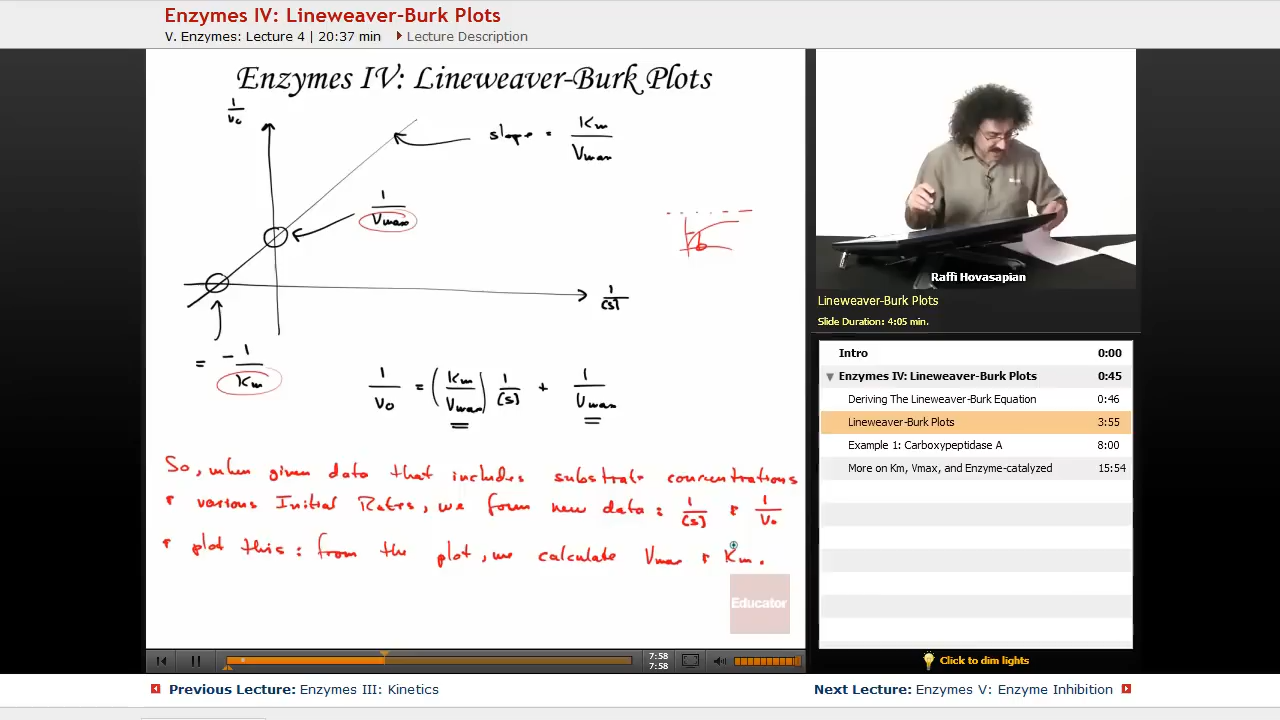 Enzymes IV: Lineweaver-Burk Plots
V. Enzymes: Lecture 4 | 20:37 min
Lecture Description
Enzymes IV: Lineweaver-Burk Plots
1/V₀
slope = Km/Vmax
1/Vmax
1/[S]
= -1/Km
1/V₀ = (Km/Vmax) 1/[S] + 1/Vmax
So, when given data that includes substrate concentrations
+ various Initial Rates, we form new data: 1/[S] + 1/V₀
+ plot this: from the plot, we calculate Vmax + Km.
Educator
7:58
7:58
Raffi Hovasapian
Lineweaver-Burk Plots
Slide Duration: 4:05 min.
Intro 0:00
Enzymes IV: Lineweaver-Burk Plots 0:45
Deriving The Lineweaver-Burk Equation 0:46
Lineweaver-Burk Plots 3:55
Example 1: Carboxypeptidase A 8:00
More on Km, Vmax, and Enzyme-catalyzed 15:54
Click to dim lights
Previous Lecture: Enzymes III: Kinetics
Next Lecture: Enzymes V: Enzyme Inhibition